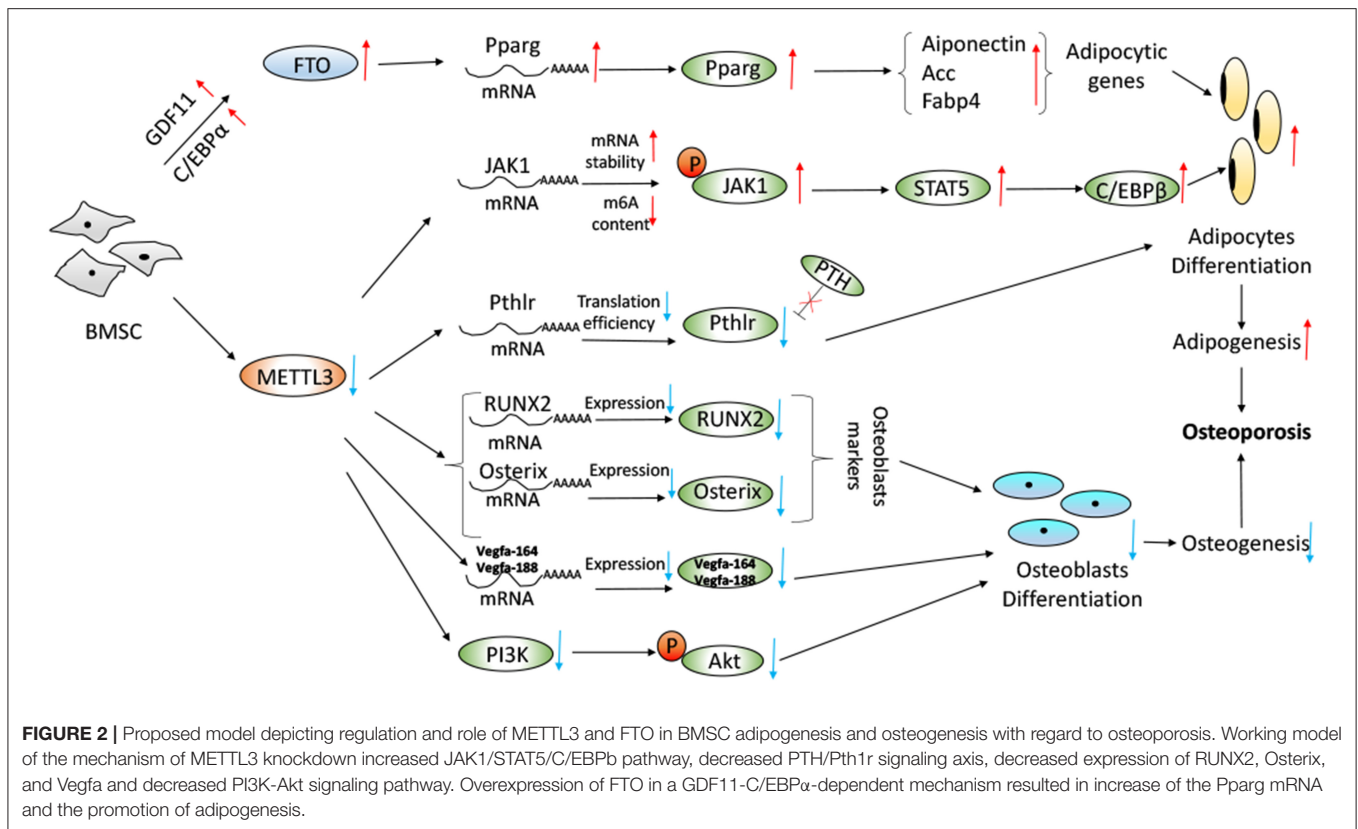 GDF11
C/EBPα
FTO
Pparg
AAAAA
mRNA
Pparg
Aiponectin
Acc
Fabp4
Adipocytic
genes
JAK1
AAAAA
mRNA
mRNA
stability
m6A
content
P
JAK1
STAT5
C/EBPβ
Adipocytes
Differentiation
BMSC
METTL3
Pthlr
AAAAA
mRNA
Translation
efficiency
Pthlr
PTH
Adipogenesis
RUNX2
AAAAA
mRNA
Expression
RUNX2
Osterix
AAAAA
mRNA
Expression
Osterix
Osteoblasts
markers
Osteoporosis
Vegfa-164
Vegfa-188
AAAAA
mRNA
Expression
Vegfa-164
Vegfa-188
Osteoblasts
Differentiation
Osteogenesis
PI3K
P
Akt
FIGURE 2 | Proposed model depicting regulation and role of METTL3 and FTO in BMSC adipogenesis and osteogenesis with regard to osteoporosis. Working model
of the mechanism of METTL3 knockdown increased JAK1/STAT5/C/EBPb pathway, decreased PTH/Pth1r signaling axis, decreased expression of RUNX2, Osterix,
and Vegfa and decreased PI3K-Akt signaling pathway. Overexpression of FTO in a GDF11-C/EBPα-dependent mechanism resulted in increase of the Pparg mRNA
and the promotion of adipogenesis.